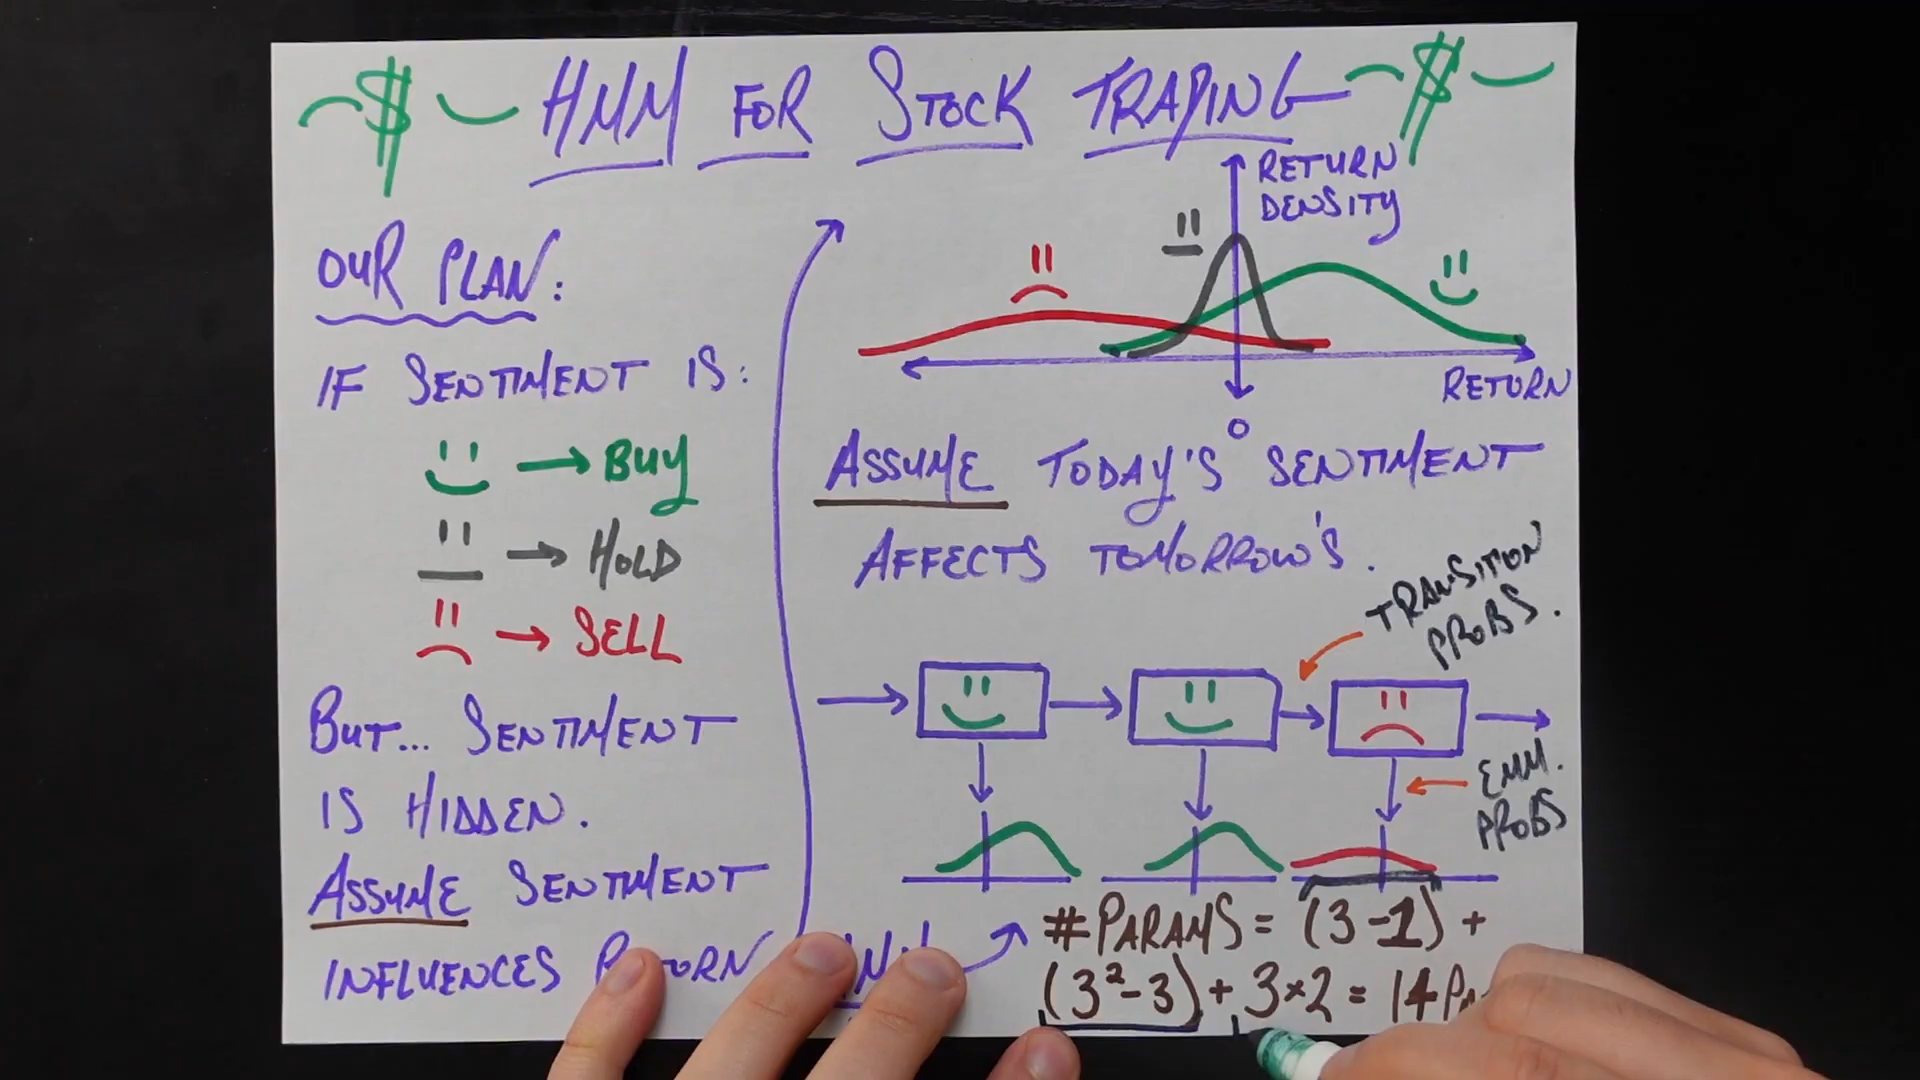 $ HMM FOR STOCK TRADING $
OUR PLAN:
IF SENTIMENT IS:
→ BUY
→ HOLD
→ SELL
BUT... SENTIMENT
IS HIDDEN.
ASSUME SENTIMENT
INFLUENCES RETURN
RETURN
DENSITY
RETURN
0
ASSUME TODAY'S SENTIMENT
AFFECTS TOMORROW'S.
TRANSITION
PROBS.
EMM.
PROBS
# PARAMS = (3-1) +
(3²-3) + 3×2 = 14